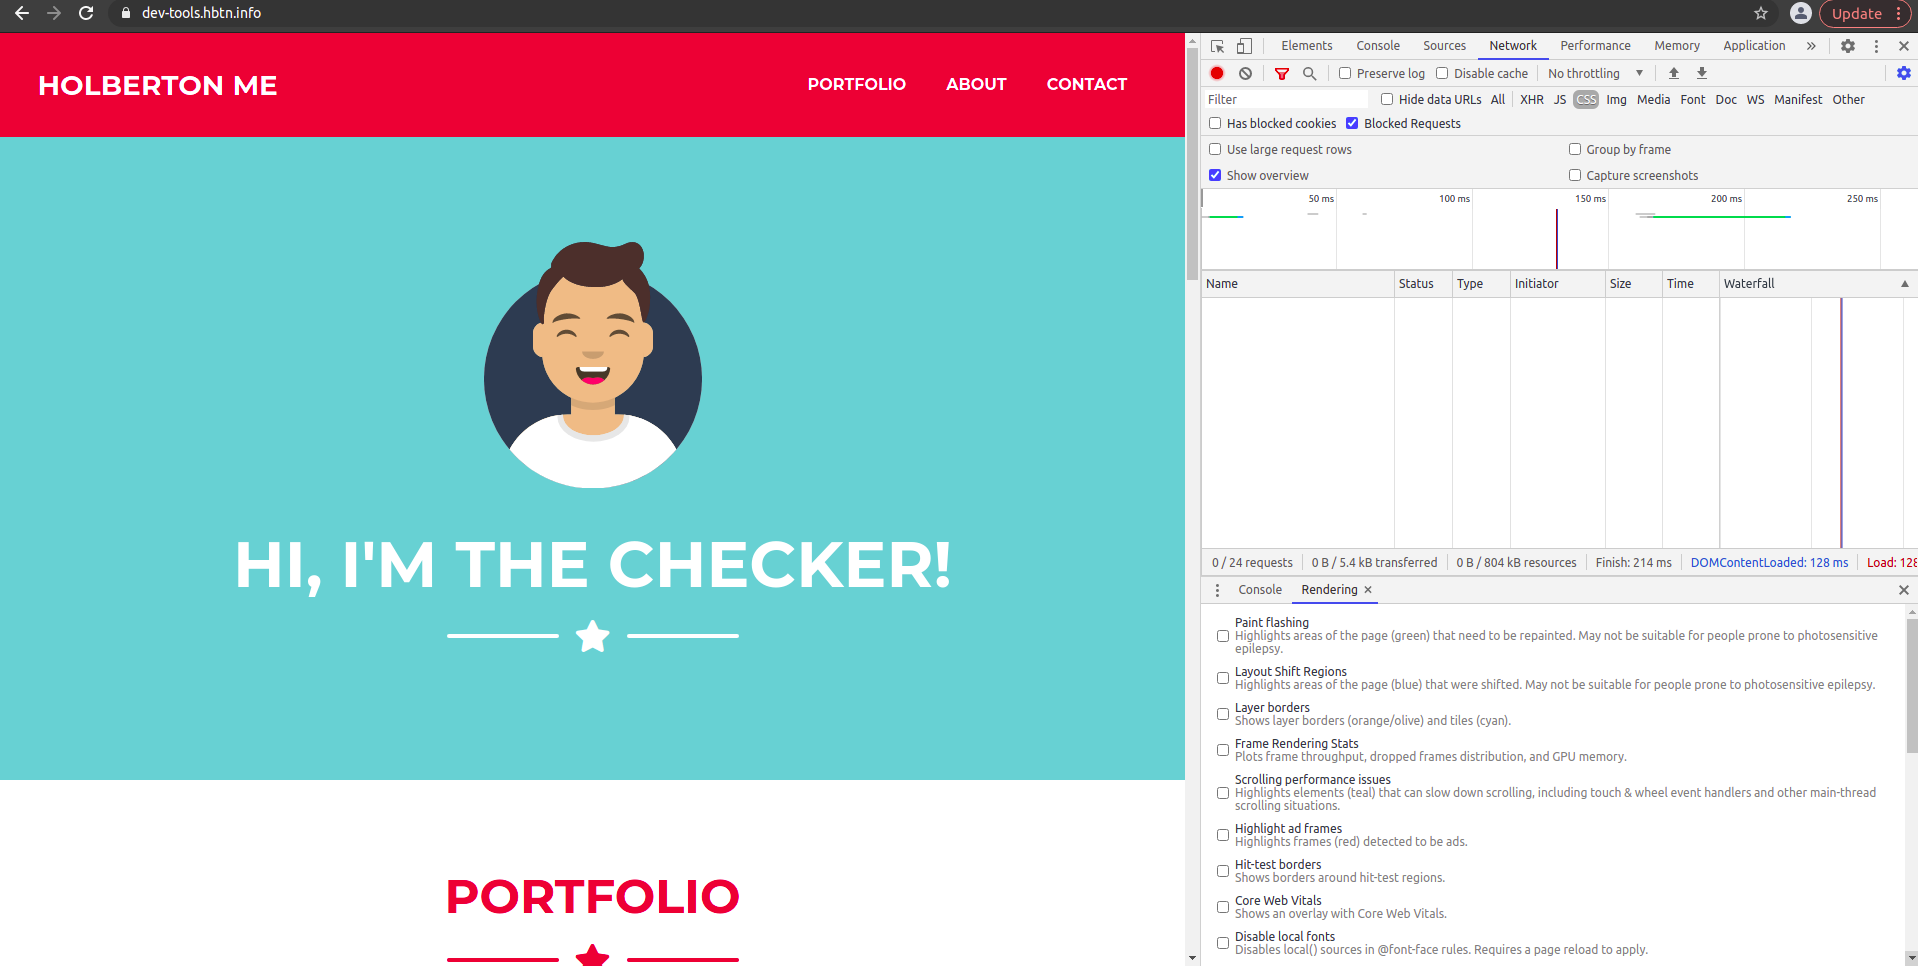 dev-tools.hbtn.info
Update
HOLBERTON ME
PORTFOLIO ABOUT CONTACT
HI, I'M THE CHECKER!
PORTFOLIO
Elements Console Sources Network Performance Memory Application »
Preserve log Disable cache No throttling
Filter Hide data URLs All XHR JS CSS Img Media Font Doc WS Manifest Other
Has blocked cookies Blocked Requests
Use large request rows Group by frame
Show overview Capture screenshots
50 ms 100 ms 150 ms 200 ms 250 ms
Name Status Type Initiator Size Time Waterfall
0 / 24 requests 0 B / 5.4 kB transferred 0 B / 804 kB resources Finish: 214 ms DOMContentLoaded: 128 ms Load: 128
Console Rendering
Paint flashing
Highlights areas of the page (green) that need to be repainted. May not be suitable for people prone to photosensitive
epilepsy.
Layout Shift Regions
Highlights areas of the page (blue) that were shifted. May not be suitable for people prone to photosensitive epilepsy.
Layer borders
Shows layer borders (orange/olive) and tiles (cyan).
Frame Rendering Stats
Plots frame throughput, dropped frames distribution, and GPU memory.
Scrolling performance issues
Highlights elements (teal) that can slow down scrolling, including touch & wheel event handlers and other main-thread
scrolling situations.
Highlight ad frames
Highlights frames (red) detected to be ads.
Hit-test borders
Shows borders around hit-test regions.
Core Web Vitals
Shows an overlay with Core Web Vitals.
Disable local fonts
Disables local() sources in @font-face rules. Requires a page reload to apply.